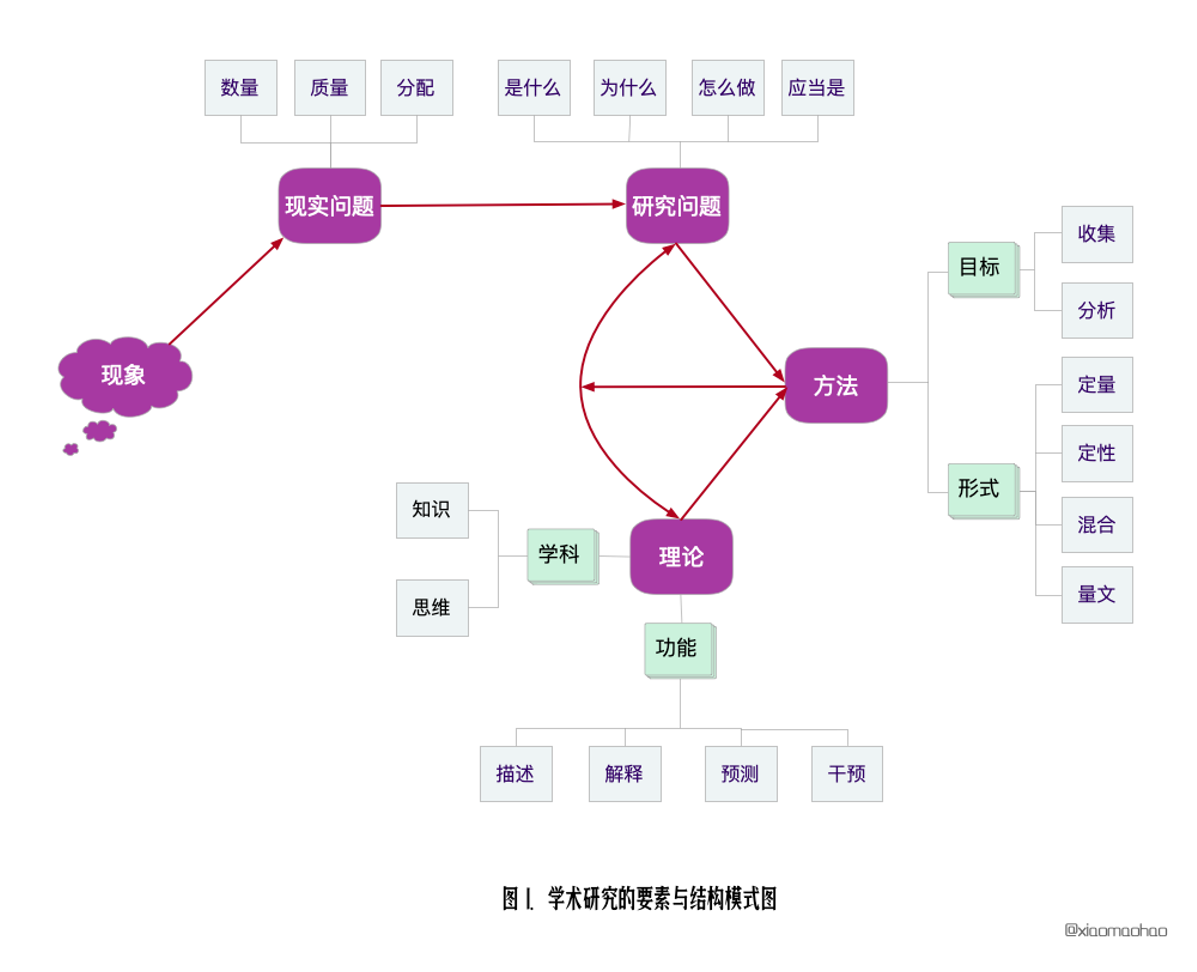 数量
质量
分配
是什么
为什么
怎么做
应当是
现实问题
研究问题
目标
收集
分析
现象
方法
定量
定性
形式
混合
量文
知识
学科
思维
理论
功能
描述
解释
预测
干预
图 1. 学术研究的要素与结构模式图
@xiaomaohao